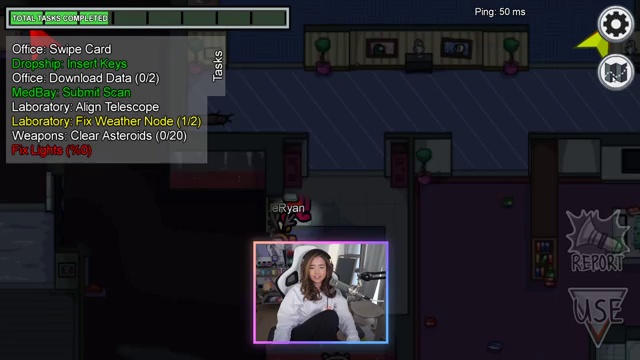 TOTAL TASKS COMPLETED
Ping: 50 ms
Office: Swipe Card
Dropship: Insert Keys
Office: Download Data (0/2)
MedBay: Submit Scan
Laboratory: Align Telescope
Laboratory: Fix Weather Node (1/2)
Weapons: Clear Asteroids (0/20)
Fix Lights (%0)
Tasks
eRyan
REPORT
USE